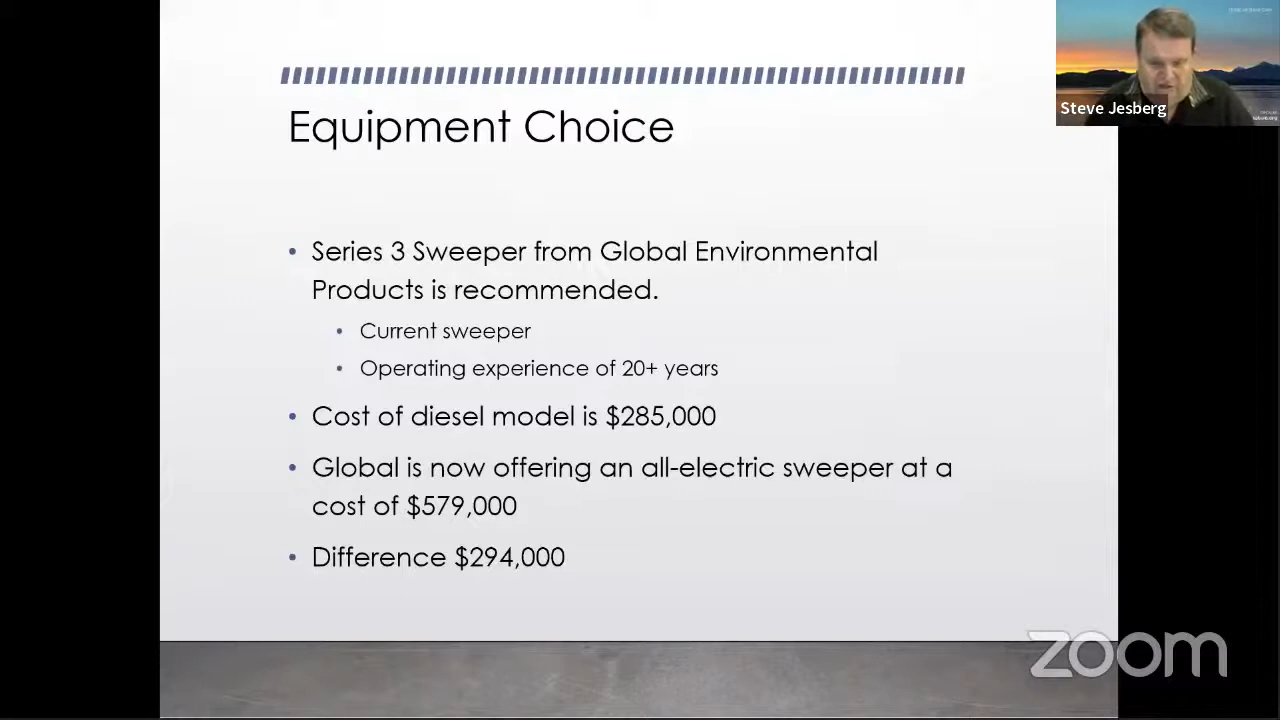 Equipment Choice
• Series 3 Sweeper from Global Environmental
Products is recommended.
• Current sweeper
• Operating experience of 20+ years
• Cost of diesel model is $285,000
• Global is now offering an all-electric sweeper at a
cost of $579,000
• Difference $294,000
Steve Jesberg
zoom